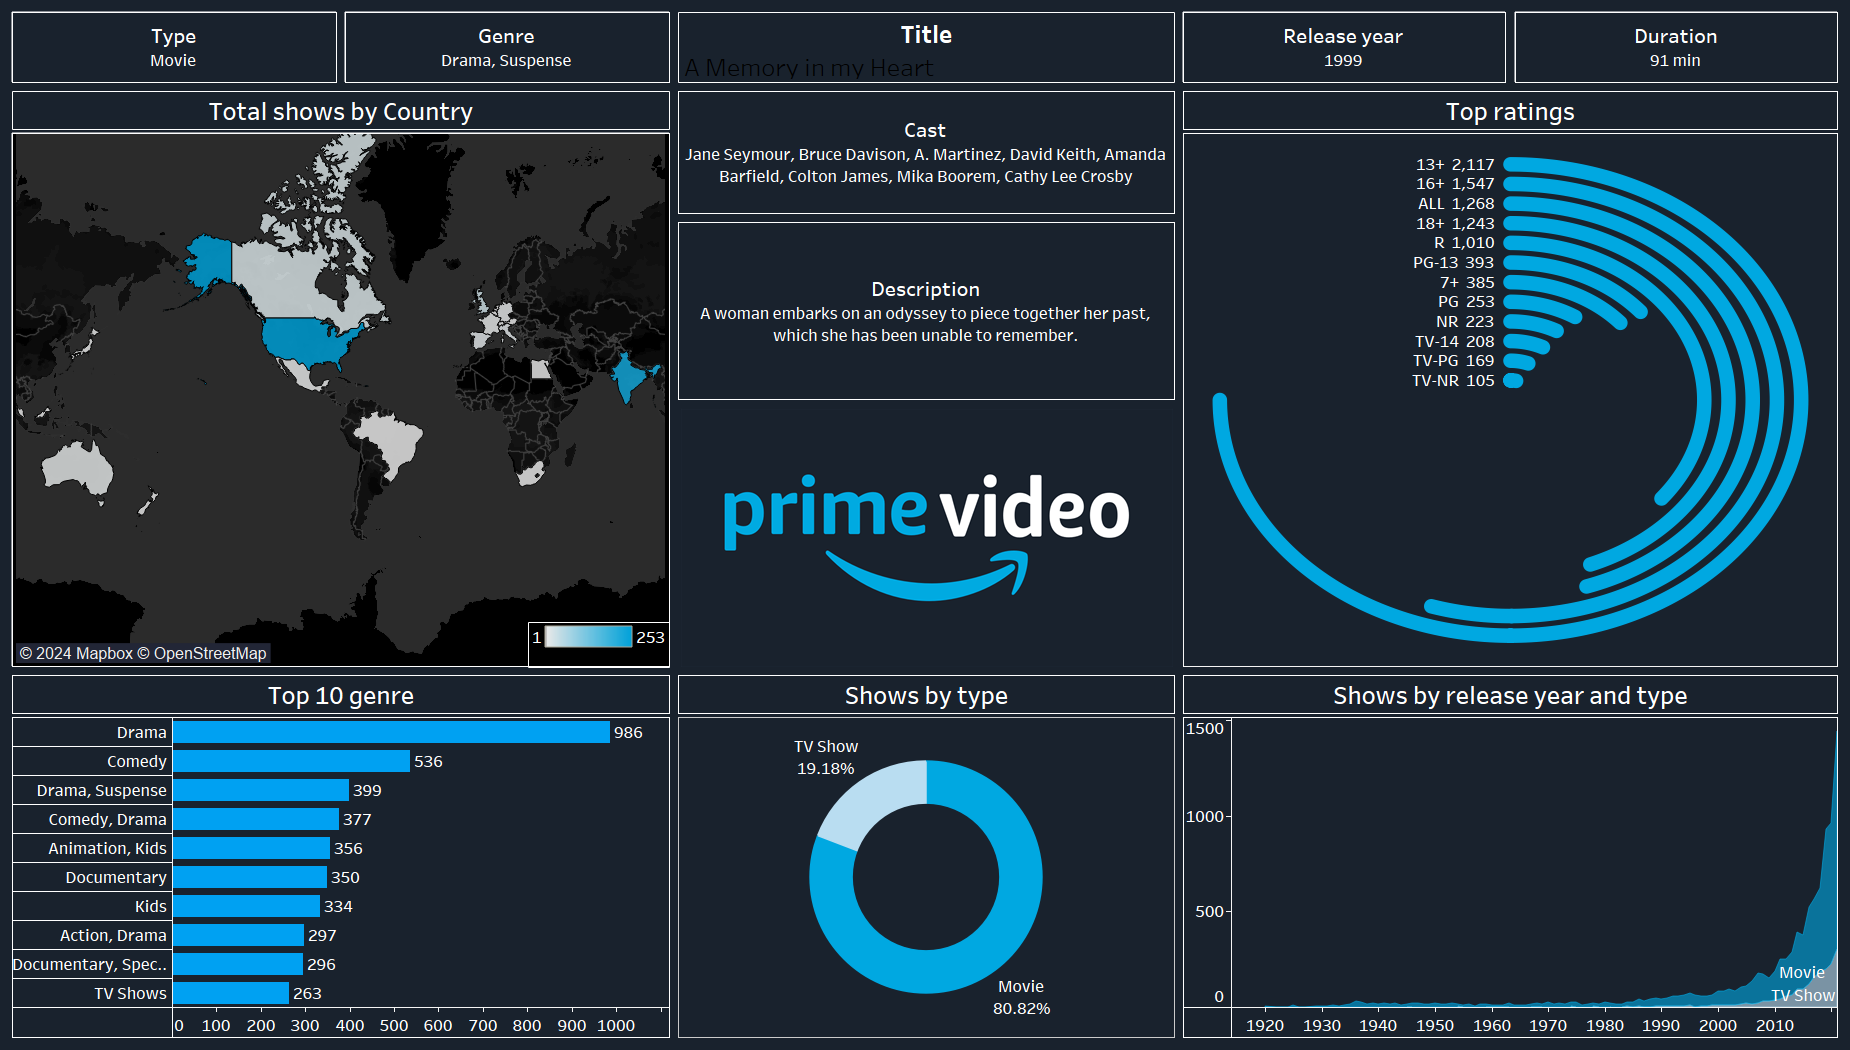 Type
Movie
Genre
Drama, Suspense
Title
A Memory in my Heart
Release year
1999
Duration
91 min
Total shows by Country
© 2024 Mapbox © OpenStreetMap
1
253
Cast
Jane Seymour, Bruce Davison, A. Martinez, David Keith, Amanda
Barfield, Colton James, Mika Boorem, Cathy Lee Crosby
Description
A woman embarks on an odyssey to piece together her past,
which she has been unable to remember.
prime video
Top ratings
13+ 2,117
16+ 1,547
ALL 1,268
18+ 1,243
R 1,010
PG-13 393
7+ 385
PG 253
NR 223
TV-14 208
TV-PG 169
TV-NR 105
Top 10 genre
Drama 986
Comedy 536
Drama, Suspense 399
Comedy, Drama 377
Animation, Kids 356
Documentary 350
Kids 334
Action, Drama 297
Documentary, Spec.. 296
TV Shows 263
0 100 200 300 400 500 600 700 800 900 1000
Shows by type
TV Show
19.18%
Movie
80.82%
Shows by release year and type
1500
1000
500
0
Movie
TV Show
1920 1930 1940 1950 1960 1970 1980 1990 2000 2010